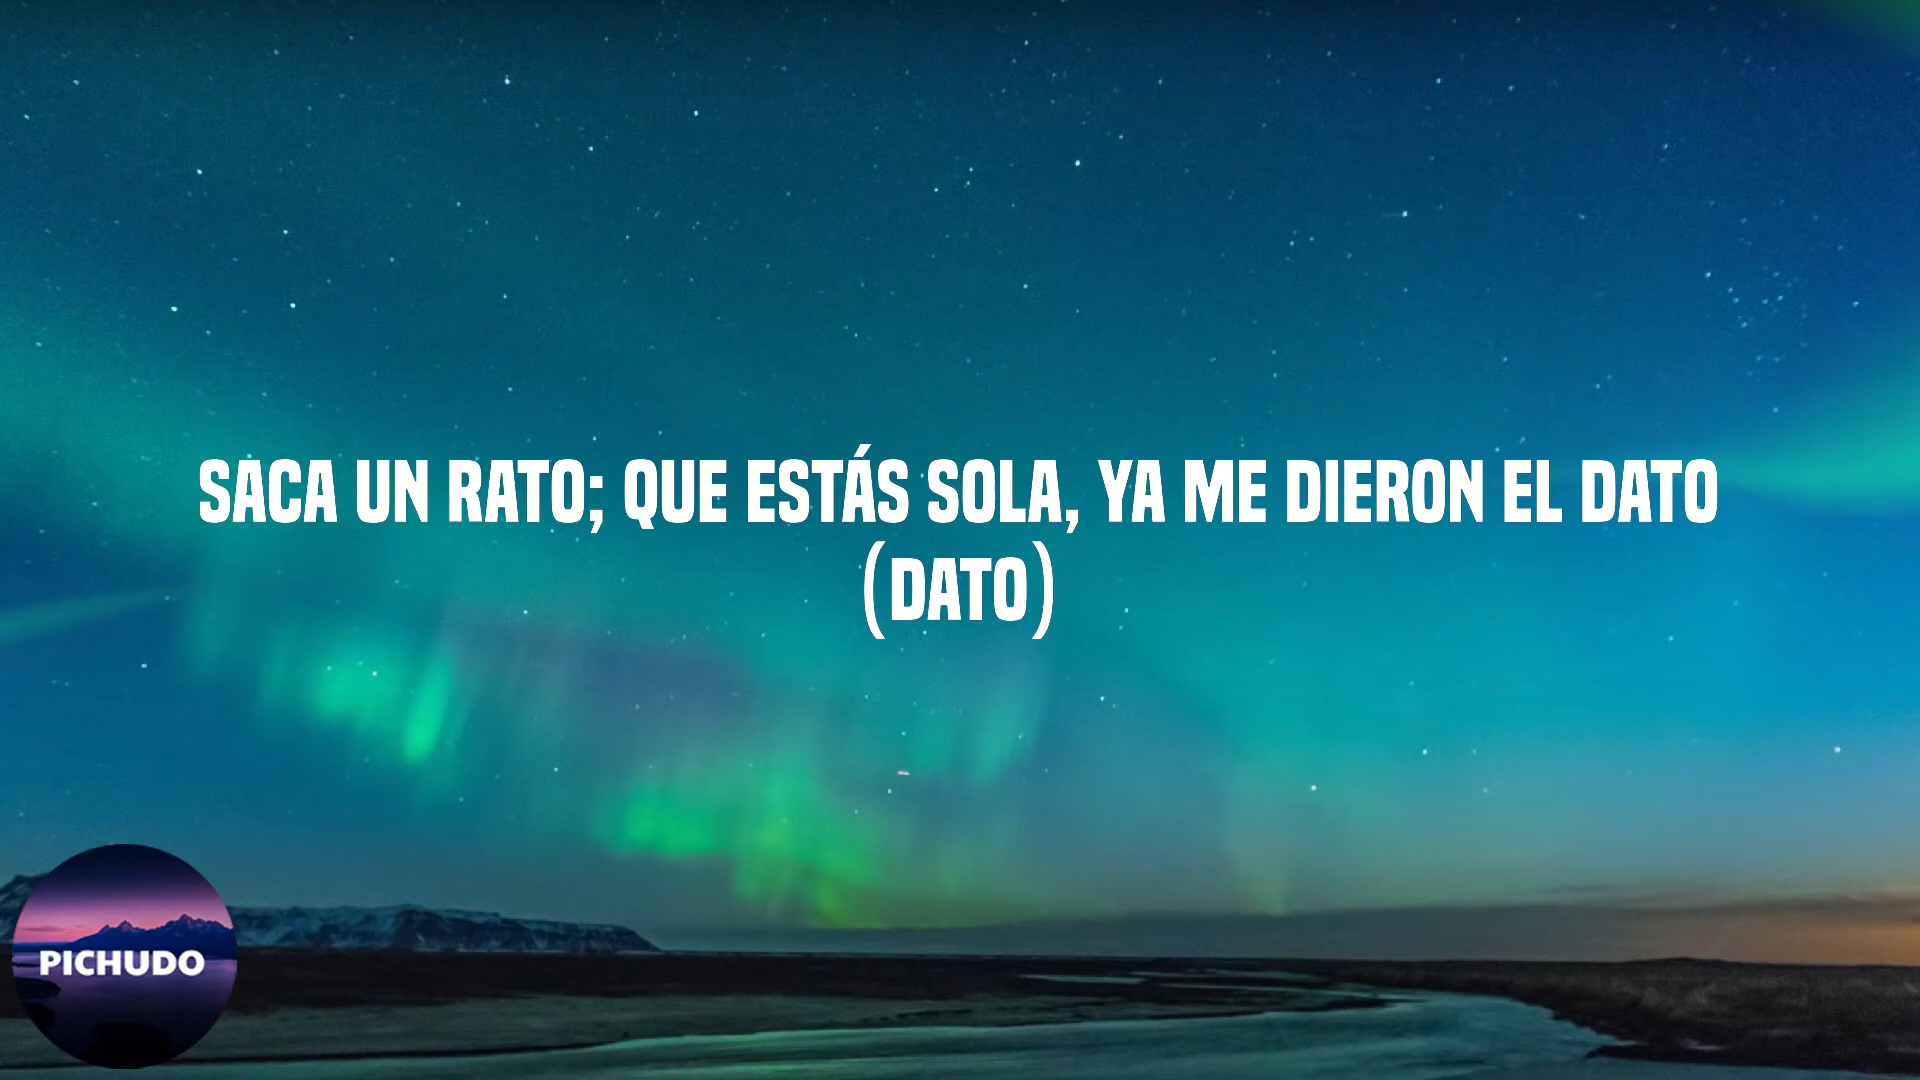 SACA UN RATO; QUE ESTÁS SOLA, YA ME DIERON EL DATO
(DATO)
PICHUDO